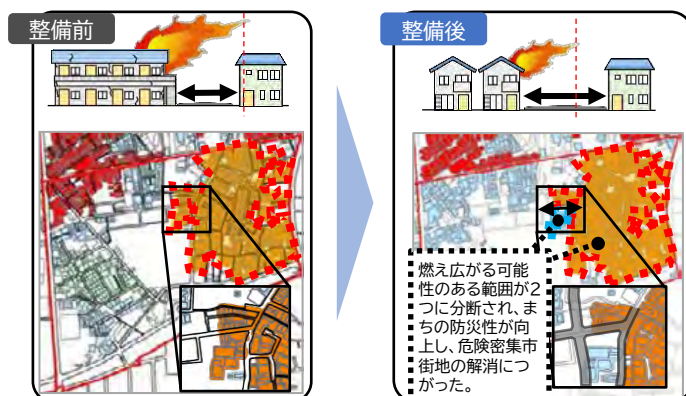 整備前
整備後
燃え広がる可能
性のある範囲が2
つに分断され、ま
ちの防災性が向
上し、危険密集市
街地の解消につ
がった。